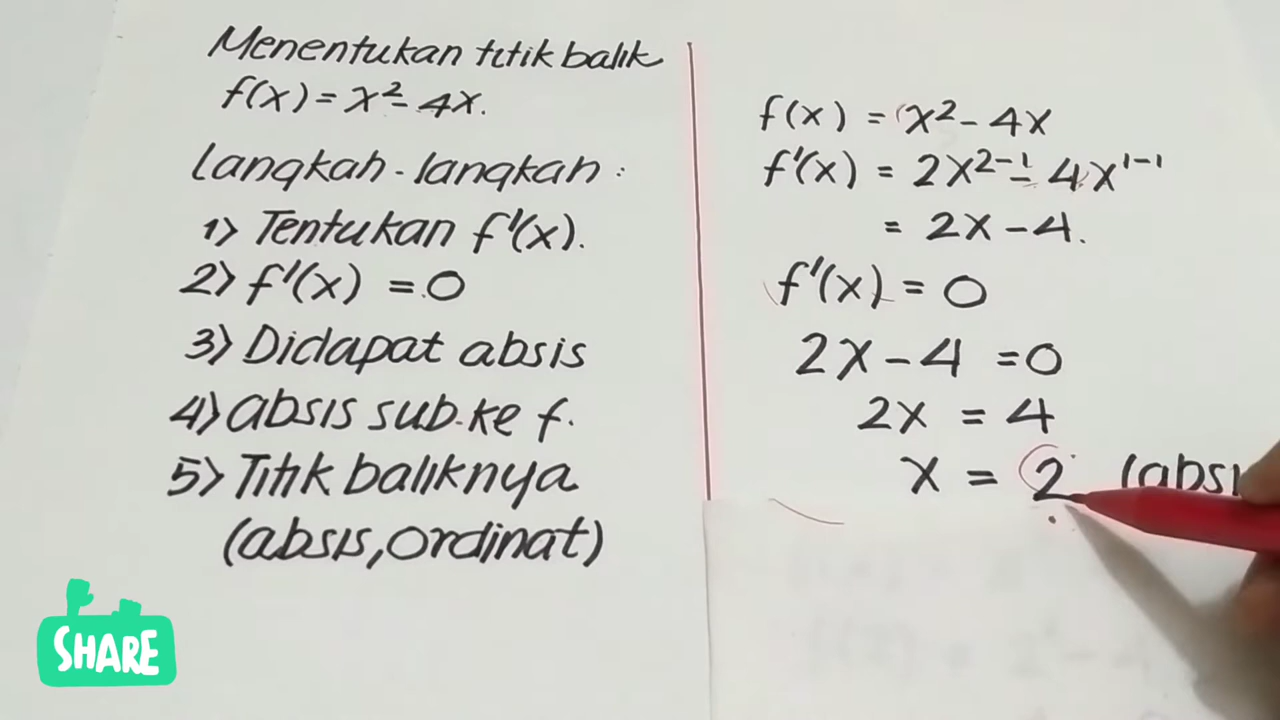 Menentukan titik balik
f(x) = x² - 4x.
Langkah - langkah :
1) Tentukan f'(x).
2) f'(x) = 0
3) Didapat absis
4) absis sub ke f.
5) Titik baliknya
(absis, ordinat)
SHARE
f(x) = x² - 4x
f'(x) = 2x²⁻¹ - 4x¹⁻¹
= 2x - 4.
f'(x) = 0
2x - 4 = 0
2x = 4
x = 2 (absi